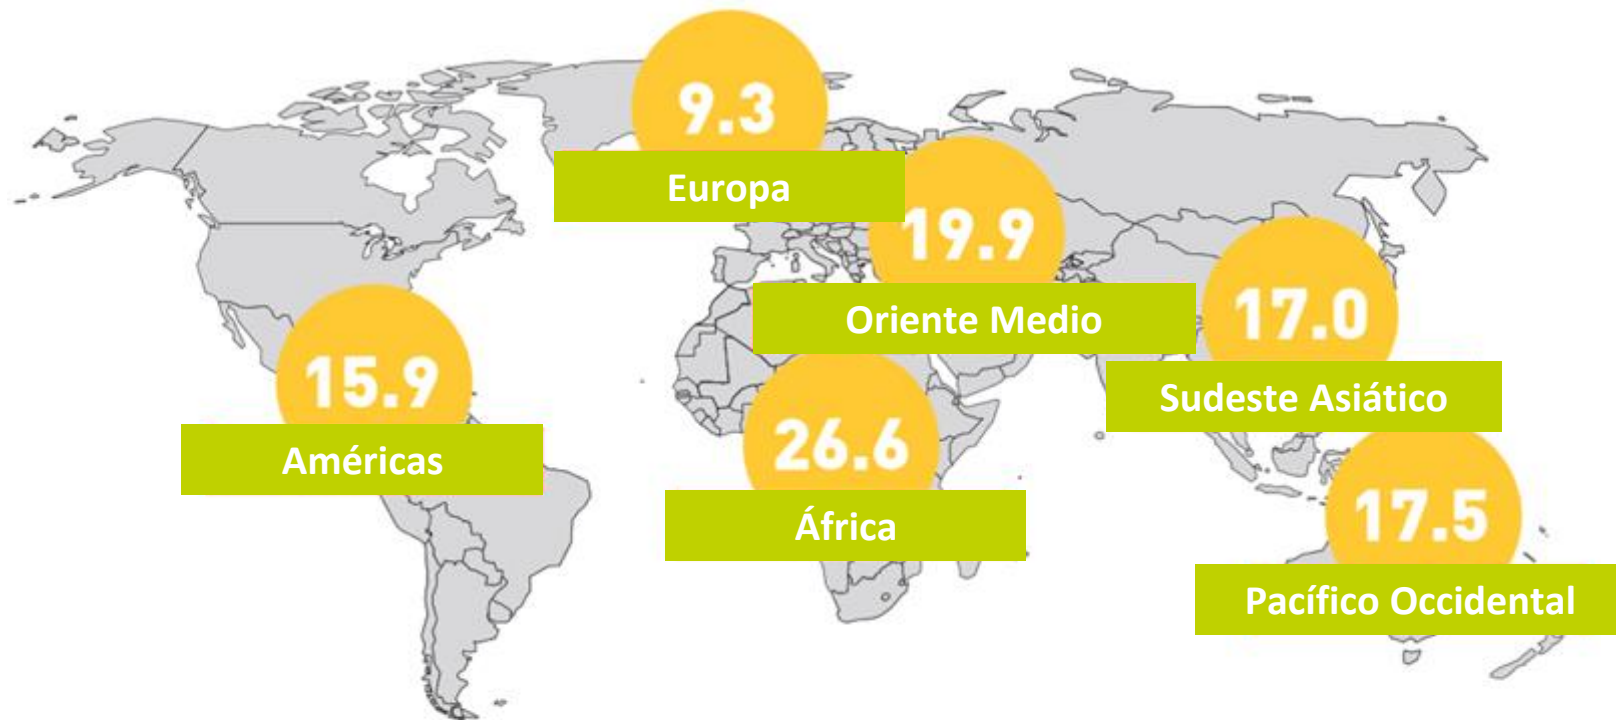 9.3
Europa
19.9
Oriente Medio
17.0
Sudeste Asiático
15.9
Américas
26.6
África
17.5
Pacífico Occidental